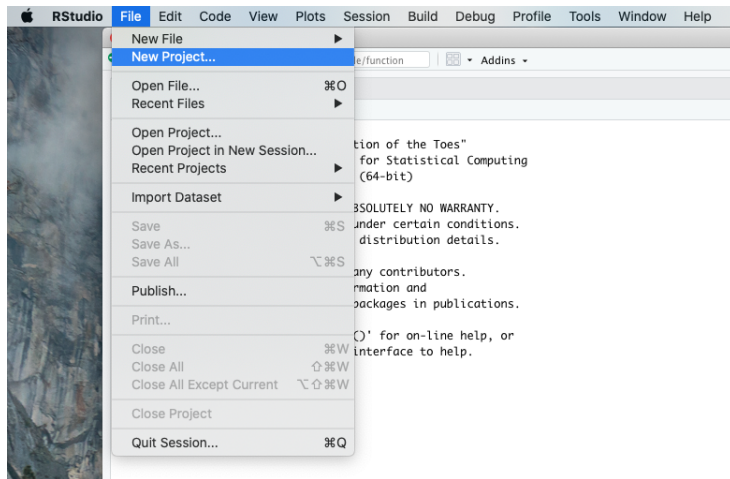 RStudio File Edit Code View Plots Session Build Debug Profile Tools Window Help
New File
New Project...
le/function
Addins
Open File... ⌘O
Recent Files
Open Project...
Open Project in New Session...
Recent Projects
Import Dataset
Save ⌘S
Save As...
Save All ⌥⌘S
Publish...
Print...
Close ⌘W
Close All ⇧⌘W
Close All Except Current ⌥⇧⌘W
Close Project
Quit Session... ⌘Q
tion of the Toes"
for Statistical Computing
(64-bit)
BSOLUTELY NO WARRANTY.
under certain conditions.
distribution details.
any contributors.
rmation and
packages in publications.
()' for on-line help, or
interface to help.